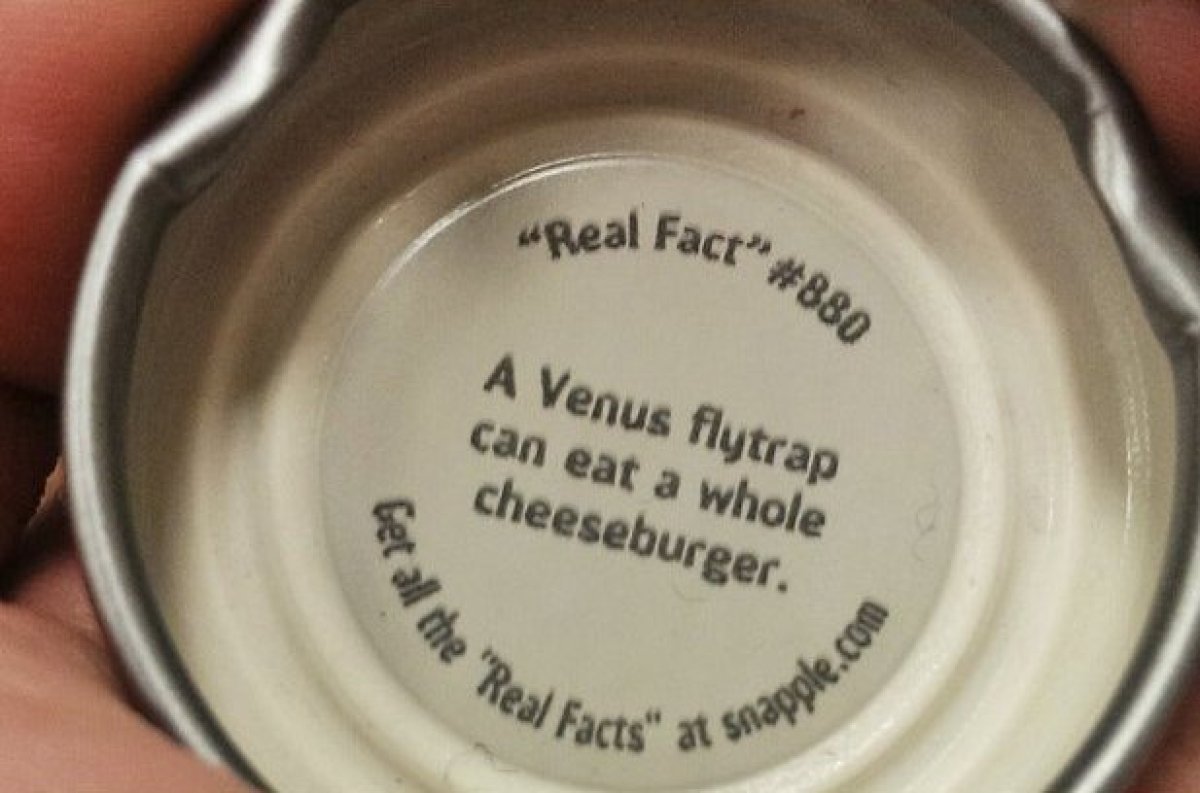 “Real Fact” #880
A Venus flytrap
can eat a whole
cheeseburger.
Get all the "Real Facts" at snapple.com